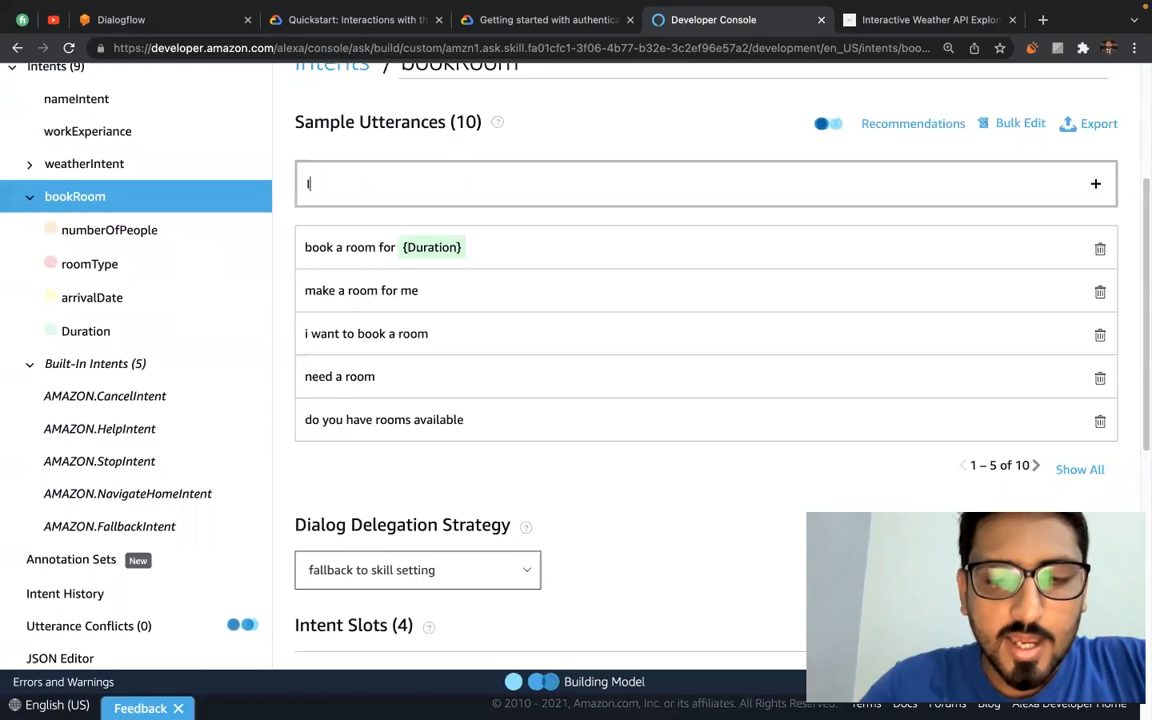 Dialogflow
Quickstart: Interactions with th
Getting started with authentica
Developer Console
Interactive Weather API Explor
https://developer.amazon.com/alexa/console/ask/build/custom/amzn1.ask.skill.fa01cfc1-3f06-4b77-b32e-3c2ef96e57a2/development/en_US/intents/boo...
Intents (9)
Intents / bookRoom
nameIntent
workExperiance
weatherIntent
bookRoom
numberOfPeople
roomType
arrivalDate
Duration
Built-In Intents (5)
AMAZON.CancelIntent
AMAZON.HelpIntent
AMAZON.StopIntent
AMAZON.NavigateHomeIntent
AMAZON.FallbackIntent
Annotation Sets New
Intent History
Utterance Conflicts (0)
JSON Editor
Sample Utterances (10)
Recommendations
Bulk Edit
Export
I
book a room for {Duration}
make a room for me
i want to book a room
need a room
do you have rooms available
1 – 5 of 10
Show All
Dialog Delegation Strategy
fallback to skill setting
Intent Slots (4)
Errors and Warnings
Building Model
English (US)
Feedback
© 2010 - 2021, Amazon.com, Inc. or its affiliates. All Rights Reserved.
Terms Docs Forums Blog Alexa Developer Home